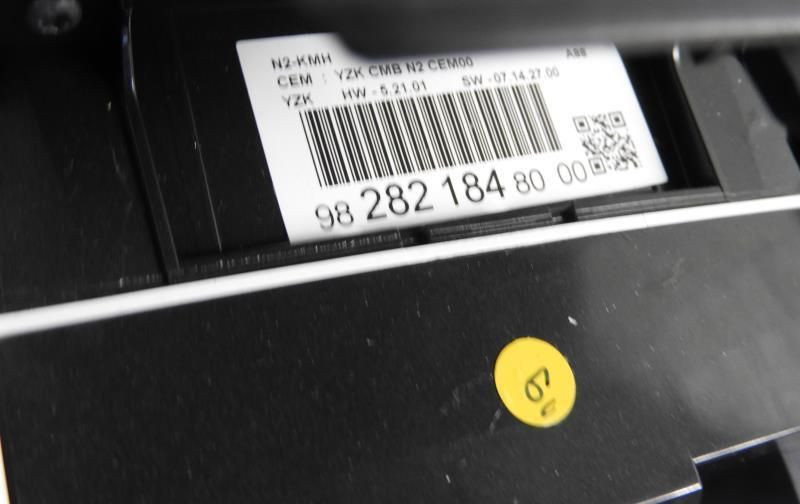 N2-KMH A88
CEM : YZK CMB N2 CEM00
YZK HW - 5.21.01 SW - 07.14.27.00
98 282 184 80 00